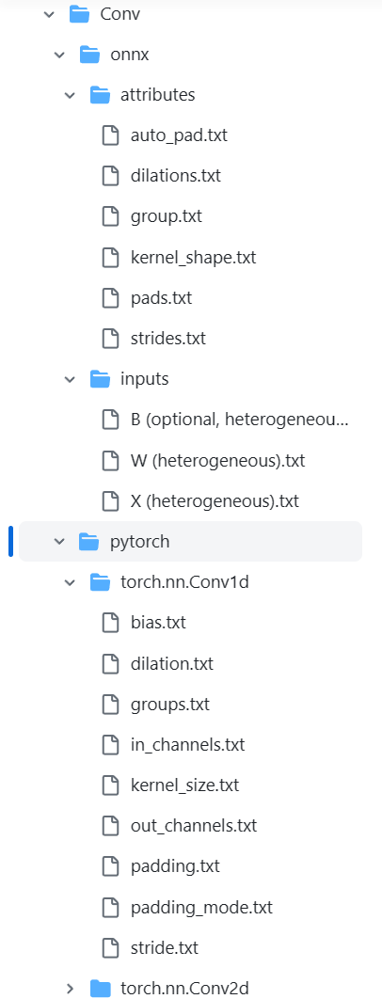 Conv
onnx
attributes
auto_pad.txt
dilations.txt
group.txt
kernel_shape.txt
pads.txt
strides.txt
inputs
B (optional, heterogeneou...
W (heterogeneous).txt
X (heterogeneous).txt
pytorch
torch.nn.Conv1d
bias.txt
dilation.txt
groups.txt
in_channels.txt
kernel_size.txt
out_channels.txt
padding.txt
padding_mode.txt
stride.txt
torch.nn.Conv2d